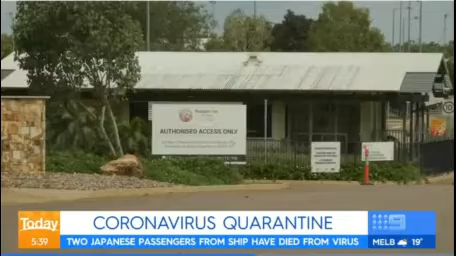 AUTHORISED ACCESS ONLY
Today
5:39
CORONAVIRUS QUARANTINE
9
TWO JAPANESE PASSENGERS FROM SHIP HAVE DIED FROM VIRUS
MELB 19°